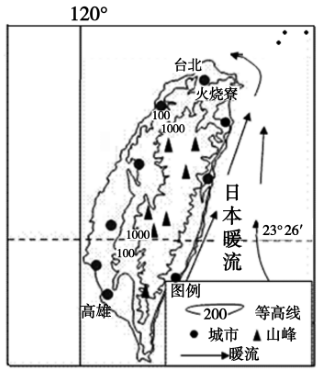 120°
台北
火烧寮
100
1000
日本暖流
23°26′
1000
100
高雄
图例
200 等高线
城市 山峰
暖流